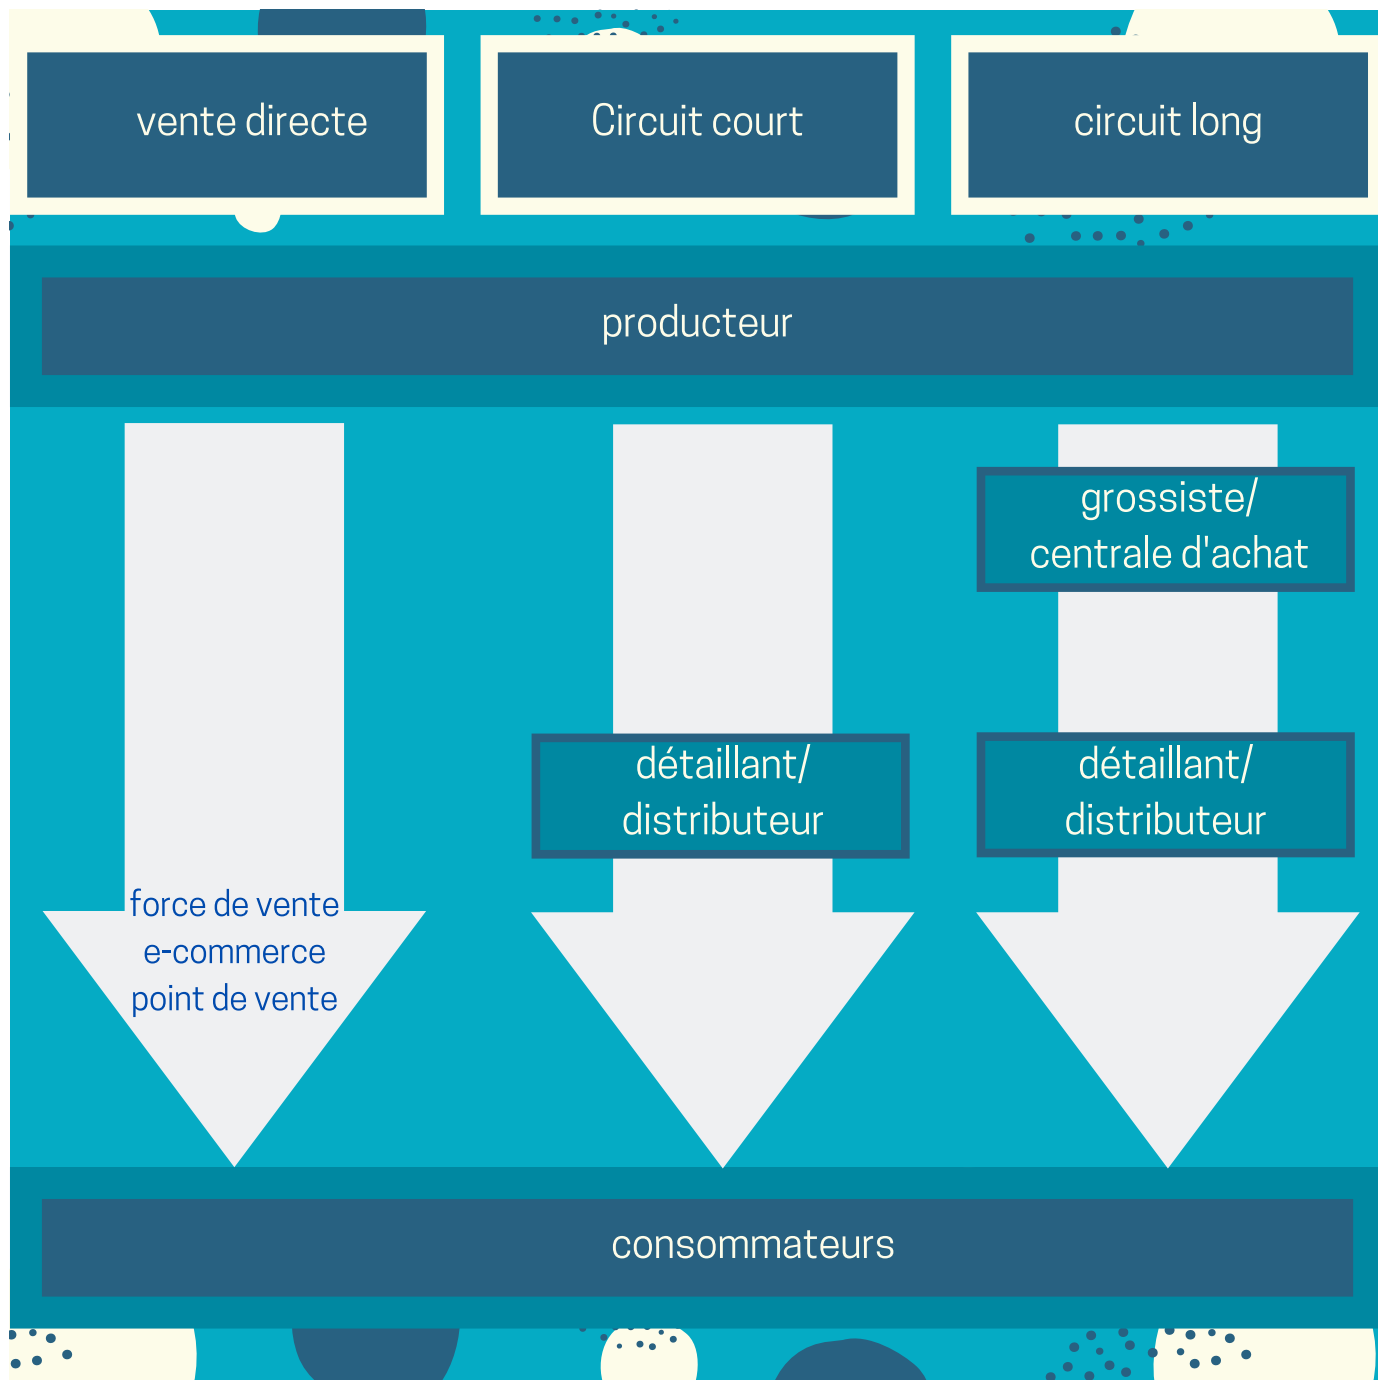 vente directe
Circuit court
circuit long
producteur
grossiste/
centrale d'achat
détaillant/
distributeur
détaillant/
distributeur
force de vente
e-commerce
point de vente
consommateurs